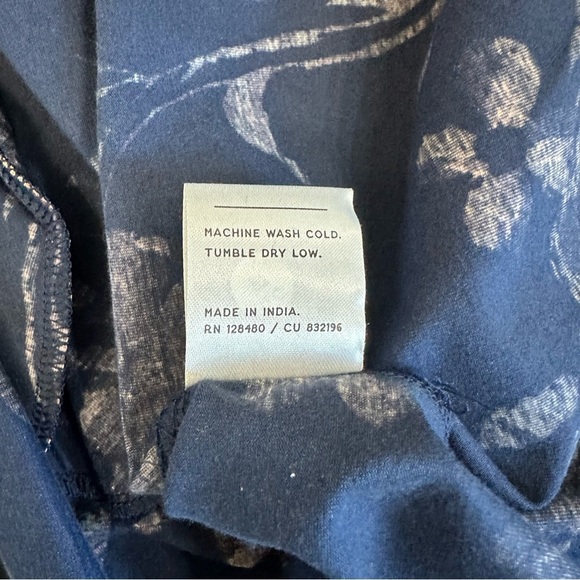 MACHINE WASH COLD.
TUMBLE DRY LOW.
MADE IN INDIA.
RN 128480 / CU 832196